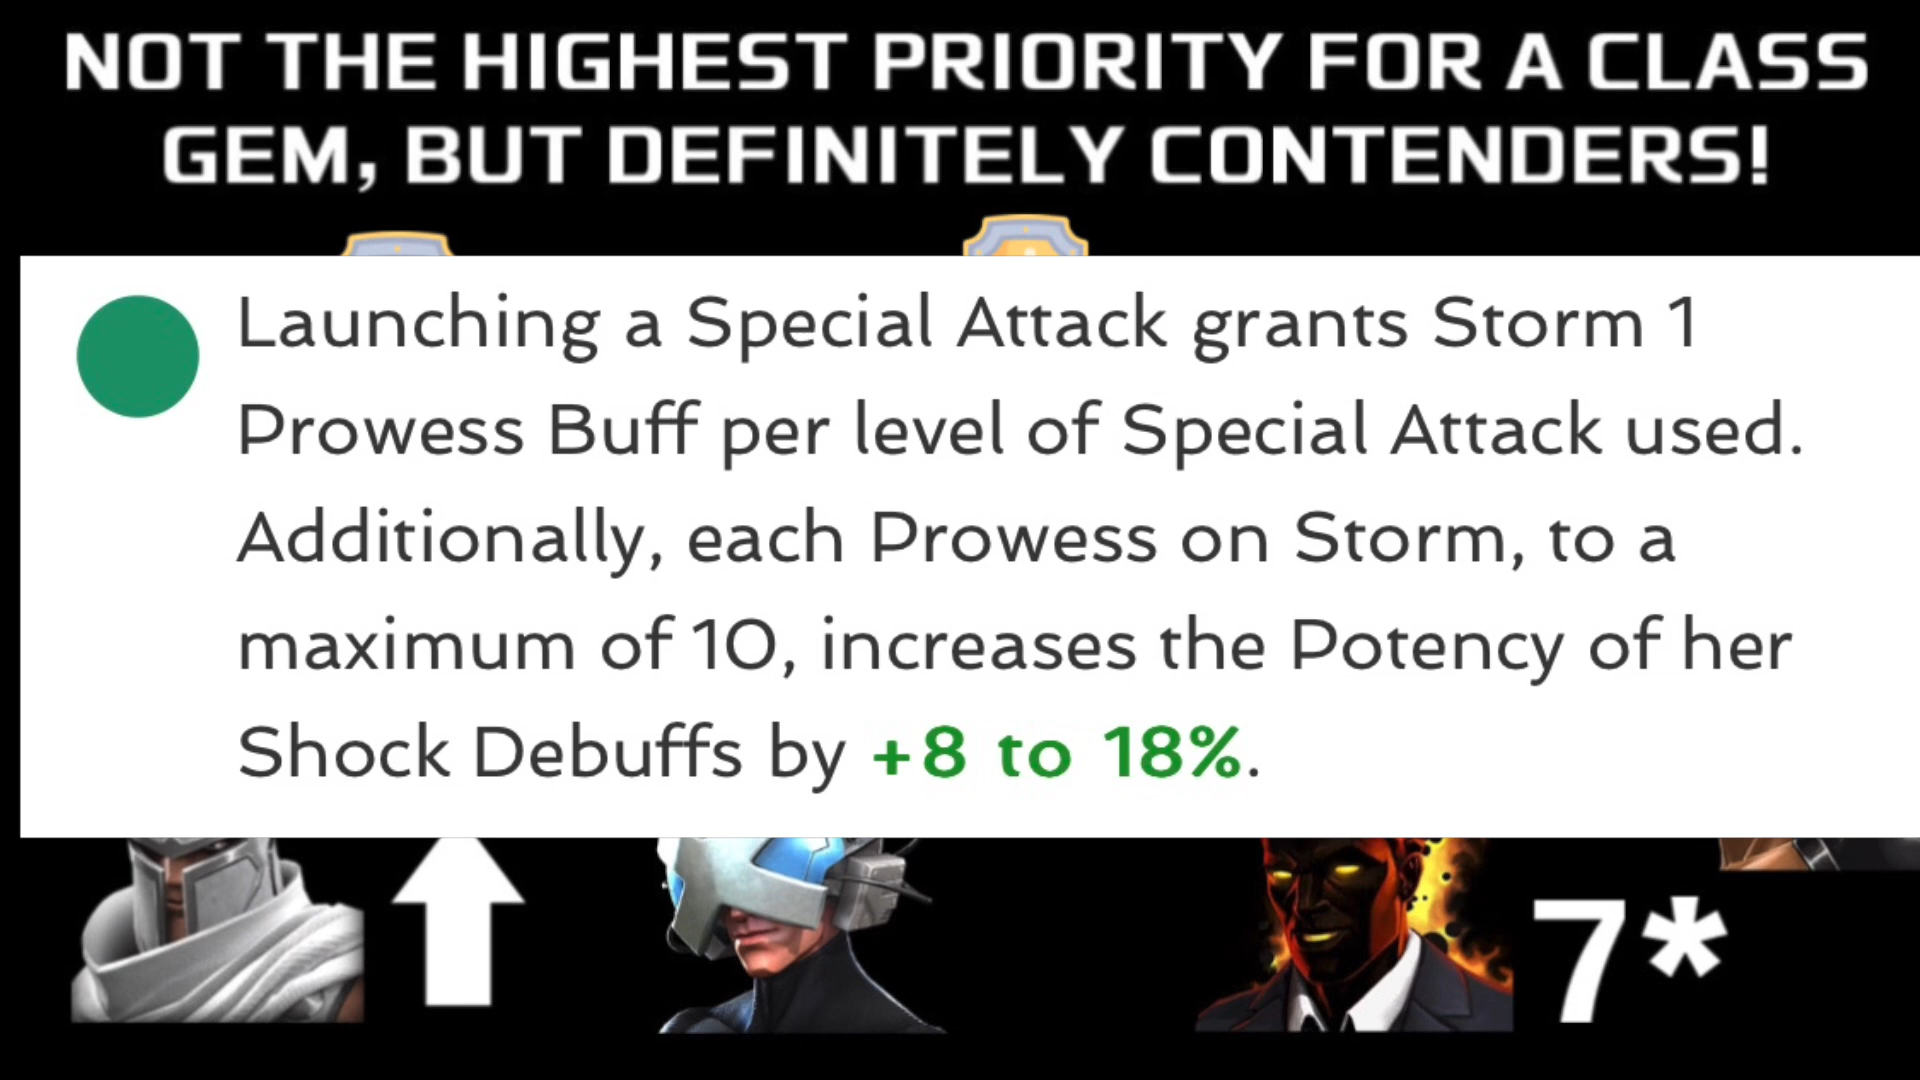 NOT THE HIGHEST PRIORITY FOR A CLASS
GEM, BUT DEFINITELY CONTENDERS!
Launching a Special Attack grants Storm 1
Prowess Buff per level of Special Attack used.
Additionally, each Prowess on Storm, to a
maximum of 10, increases the Potency of her
Shock Debuffs by +8 to 18%.
7*